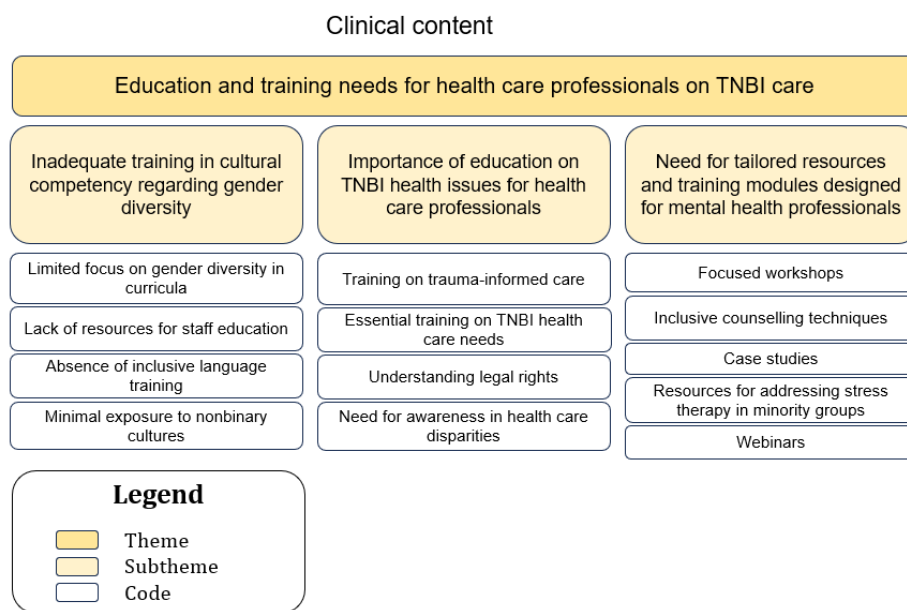 Clinical content
Education and training needs for health care professionals on TNBI care
Inadequate training in cultural
competency regarding gender
diversity
Limited focus on gender diversity in
curricula
Lack of resources for staff education
Absence of inclusive language
training
Minimal exposure to nonbinary
cultures
Importance of education on
TNBI health issues for health
care professionals
Training on trauma-informed care
Essential training on TNBI health
care needs
Understanding legal rights
Need for awareness in health care
disparities
Need for tailored resources
and training modules designed
for mental health professionals
Focused workshops
Inclusive counselling techniques
Case studies
Resources for addressing stress
therapy in minority groups
Webinars
Legend
Theme
Subtheme
Code